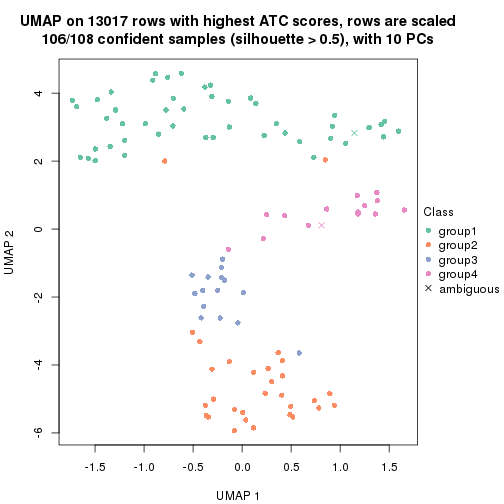 UMAP on 13017 rows with highest ATC scores, rows are scaled
106/108 confident samples (silhouette > 0.5), with 10 PCs
4
2
0
-2
-4
-6
UMAP 2
-1.5
-1.0
-0.5
0.0
0.5
1.0
1.5
UMAP 1
Class
group1
group2
group3
group4
ambiguous